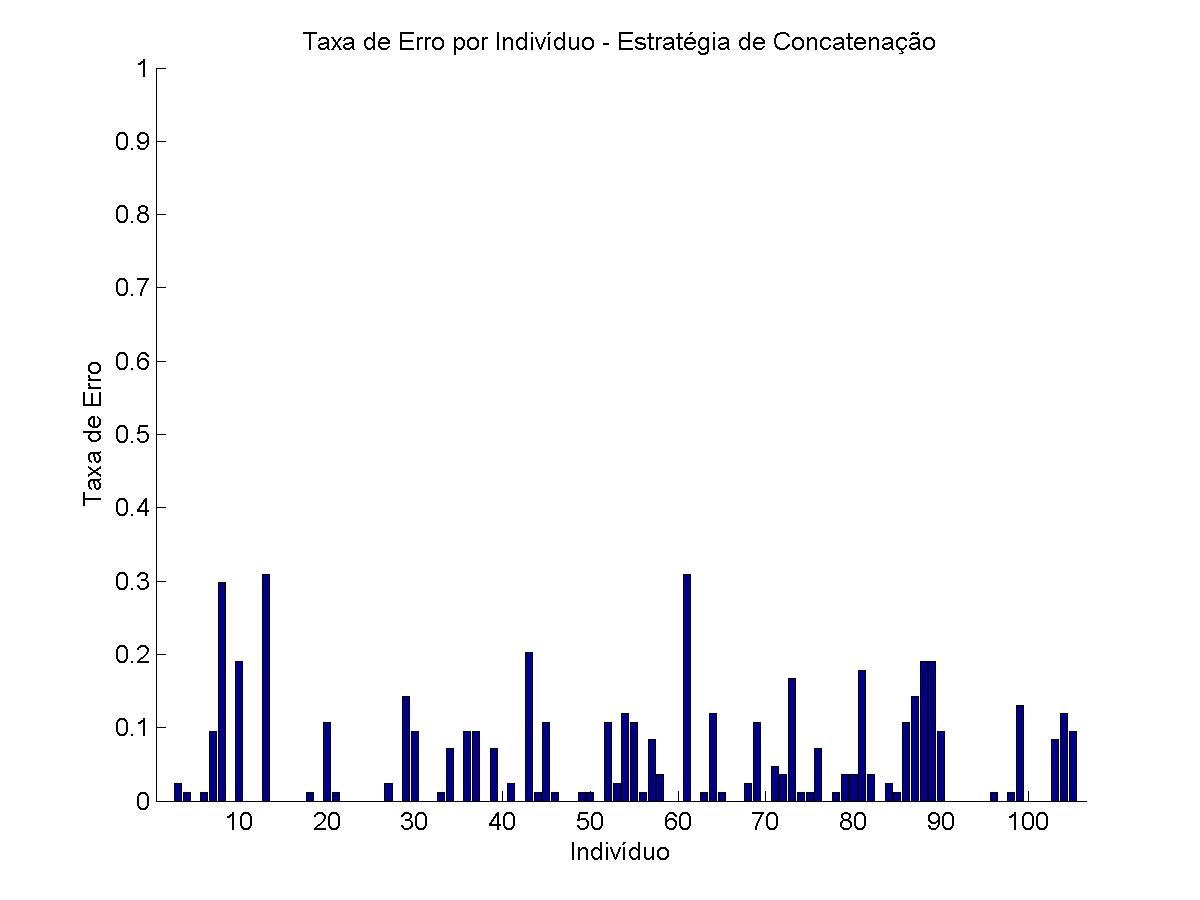 Taxa de Erro por Indivíduo - Estratégia de Concatenação
1
0.9
0.8
0.7
0.6
0.5
0.4
0.3
0.2
0.1
0
Taxa de Erro
10 20 30 40 50 60 70 80 90 100
Indivíduo